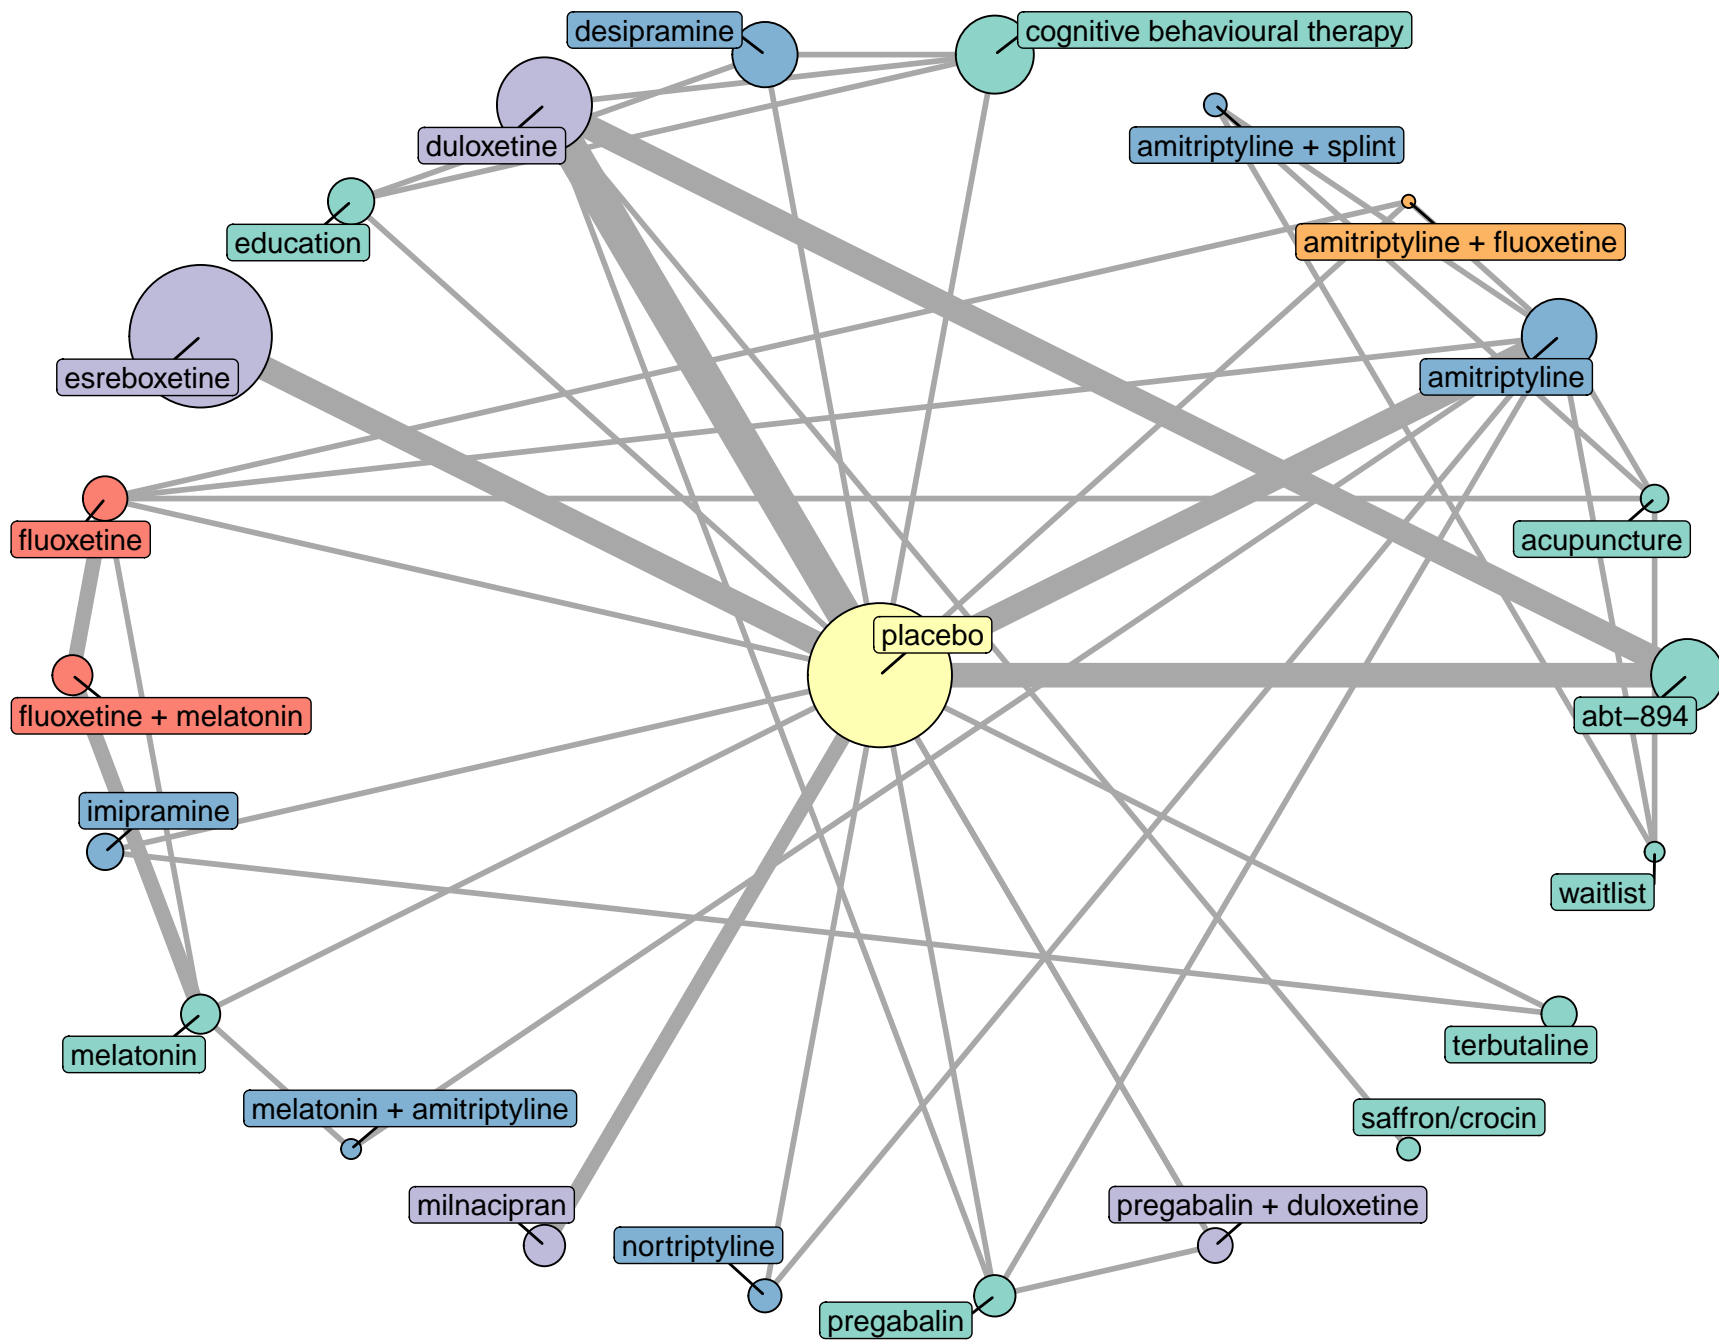 desipramine
cognitive behavioural therapy
duloxetine
amitriptyline + splint
education
amitriptyline + fluoxetine
esreboxetine
amitriptyline
fluoxetine
acupuncture
placebo
fluoxetine + melatonin
abt−894
imipramine
waitlist
melatonin
terbutaline
melatonin + amitriptyline
saffron/crocin
milnacipran
pregabalin + duloxetine
nortriptyline
pregabalin